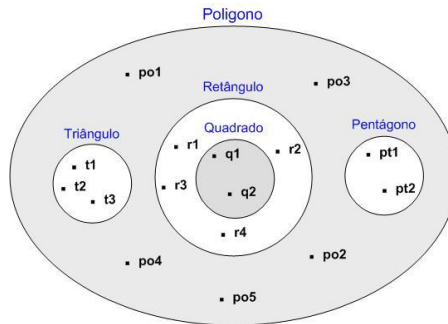 Poligono
po1
po3
Retângulo
Triângulo
r1
Quadrado
r2
Pentágono
q1
pt1
t1
t2
r3
q2
pt2
t3
r4
po4
po2
po5